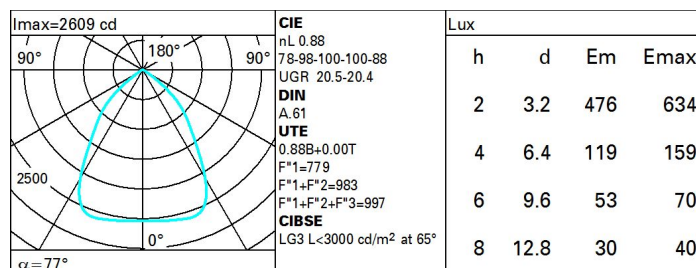 Imax=2609 cd
90°
180°
90°
2500
0°
α=77°
CIE
nL 0.88
78-98-100-100-88
UGR 20.5-20.4
DIN
A.61
UTE
0.88B+0.00T
F"1=779
F"1+F"2=983
F"1+F"2+F"3=997
CIBSE
LG3 L<3000 cd/m² at 65°
Lux
h d Em Emax
2 3.2 476 634
4 6.4 119 159
6 9.6 53 70
8 12.8 30 40